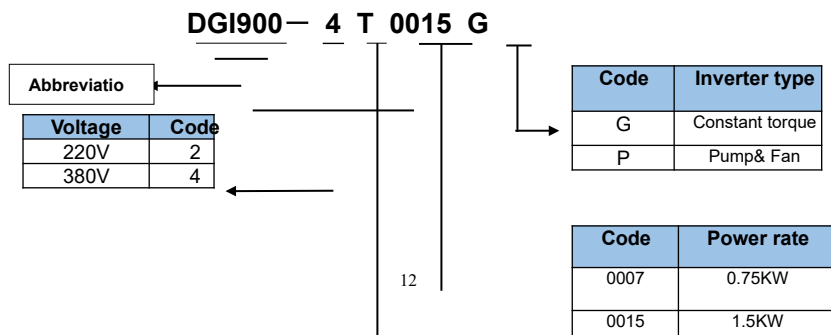 DGI900— 4 T 0015 G
Abbreviatio
Voltage Code
220V 2
380V 4
Code Inverter type
G Constant torque
P Pump& Fan
Code Power rate
0007 0.75KW
0015 1.5KW
12